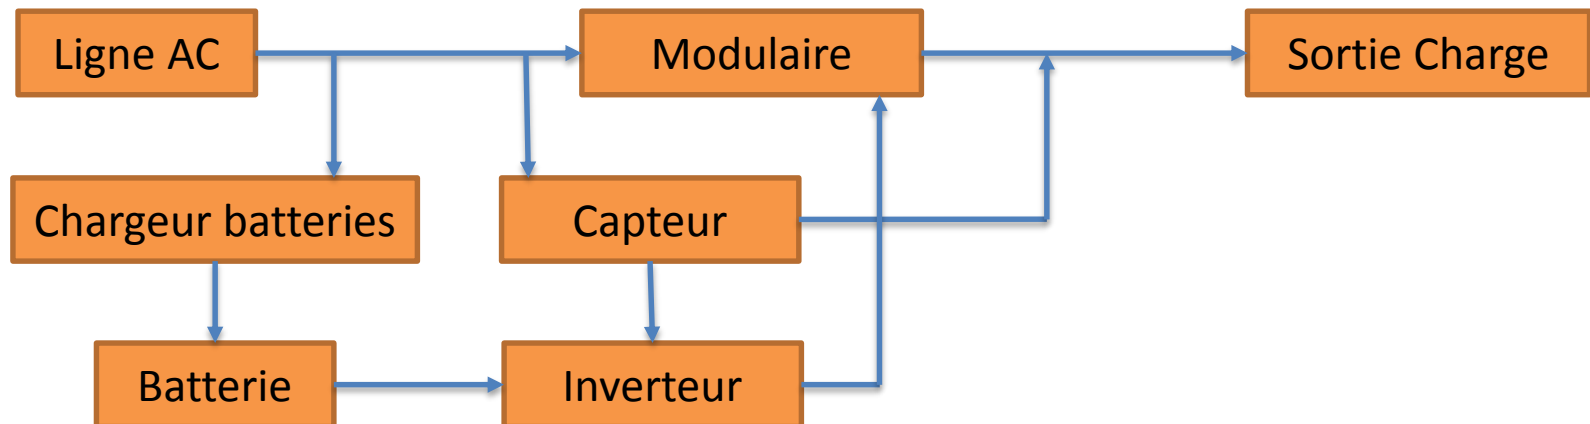 Ligne AC
Modulaire
Sortie Charge
Chargeur batteries
Capteur
Batterie
Inverteur